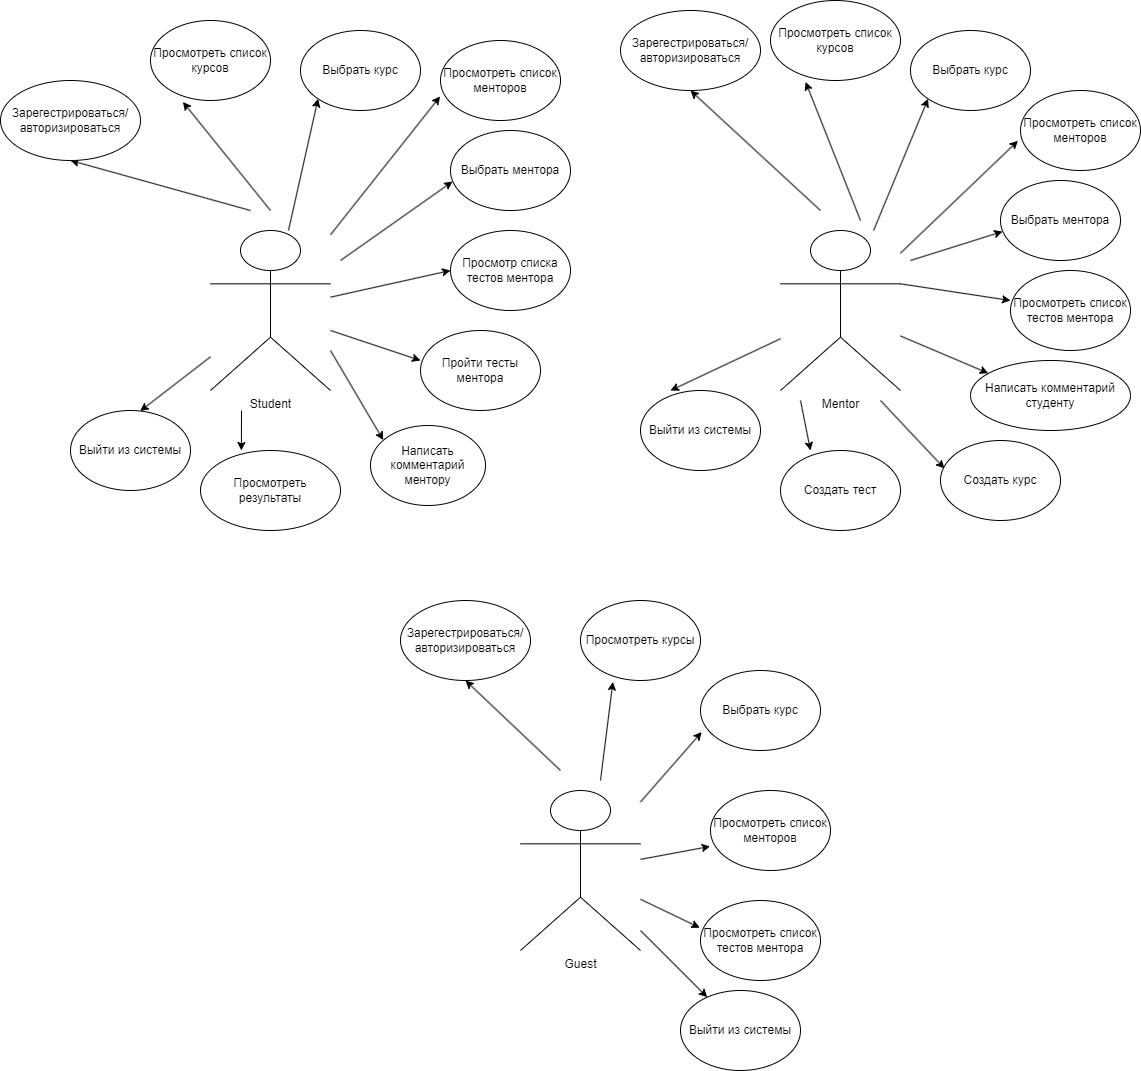 Зарегестрироваться/
авторизироваться
Просмотреть список
курсов
Выбрать курс
Просмотреть список
менторов
Выбрать ментора
Просмотр списка
тестов ментора
Пройти тесты
ментора
Написать
комментарий
ментору
Просмотреть
результаты
Выйти из системы
Student
Зарегестрироваться/
авторизироваться
Просмотреть список
курсов
Выбрать курс
Просмотреть список
менторов
Выбрать ментора
Просмотреть список
тестов ментора
Написать комментарий
студенту
Создать курс
Создать тест
Выйти из системы
Mentor
Зарегестрироваться/
авторизироваться
Просмотреть курсы
Выбрать курс
Просмотреть список
менторов
Просмотреть список
тестов ментора
Выйти из системы
Guest